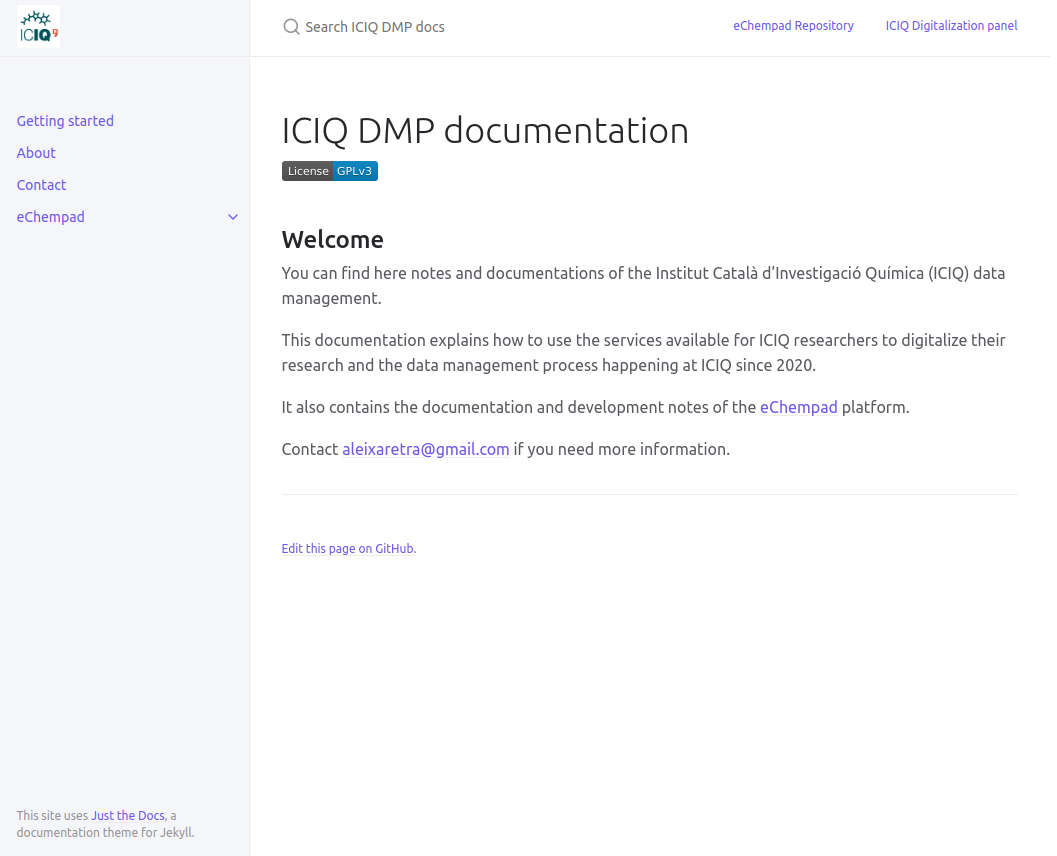 ICIQ
Search ICIQ DMP docs
eChempad Repository
ICIQ Digitalization panel
Getting started
About
Contact
eChempad
ICIQ DMP documentation
License GPLv3
Welcome
You can find here notes and documentations of the Institut Català d’Investigació Química (ICIQ) data
management.
This documentation explains how to use the services available for ICIQ researchers to digitalize their
research and the data management process happening at ICIQ since 2020.
It also contains the documentation and development notes of the eChempad platform.
Contact aleixaretra@gmail.com if you need more information.
Edit this page on GitHub.
This site uses Just the Docs, a
documentation theme for Jekyll.